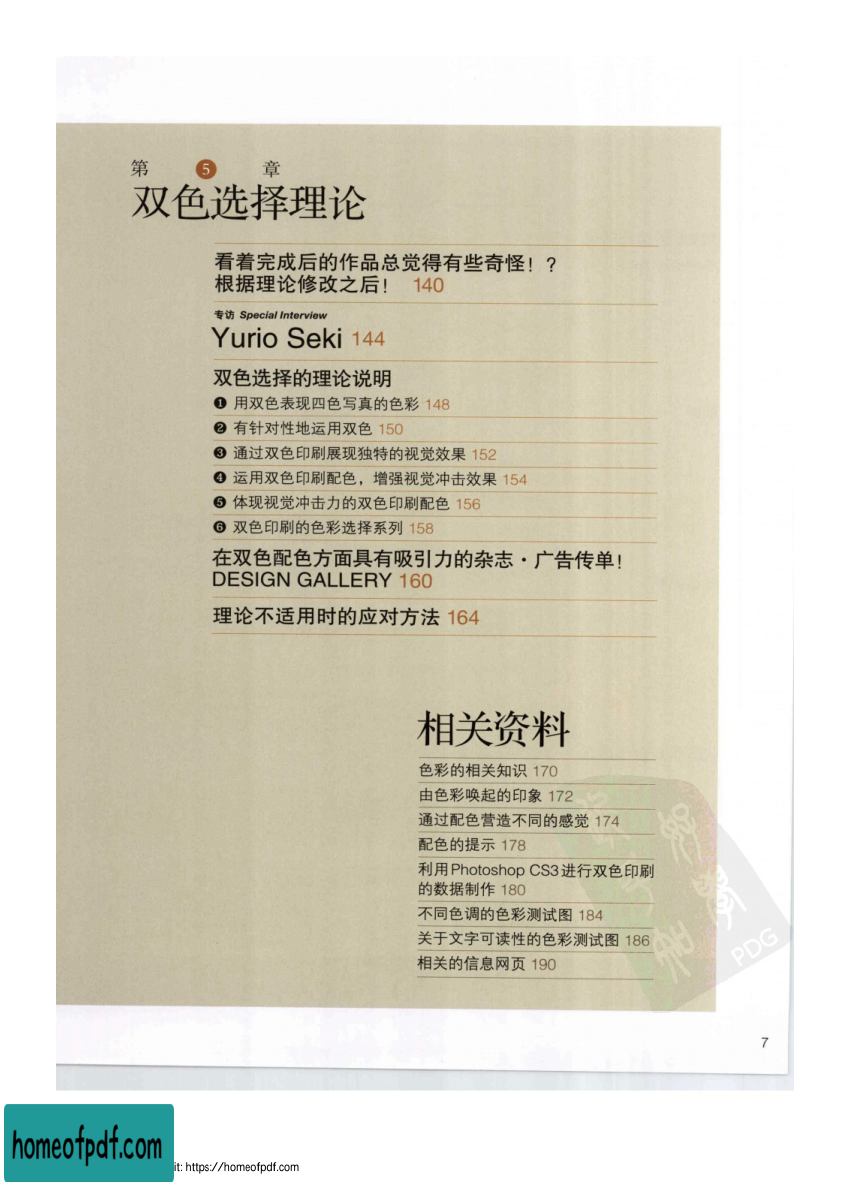 第 5 章
双色选择理论
看着完成后的作品总觉得有些奇怪！？
根据理论修改之后！ 140
专访 Special Interview
Yurio Seki 144
双色选择的理论说明
❶ 用双色表现四色写真的色彩 148
❷ 有针对性地运用双色 150
❸ 通过双色印刷展现独特的视觉效果 152
❹ 运用双色印刷配色，增强视觉冲击效果 154
❺ 体现视觉冲击力的双色印刷配色 156
❻ 双色印刷的色彩选择系列 158
在双色配色方面具有吸引力的杂志·广告传单！
DESIGN GALLERY 160
理论不适用时的应对方法 164
相关资料
色彩的相关知识 170
由色彩唤起的印象 172
通过配色营造不同的感觉 174
配色的提示 178
利用Photoshop CS3进行双色印刷
的数据制作 180
不同色调的色彩测试图 184
关于文字可读性的色彩测试图 186
相关的信息网页 190
PDG
7
homeofpdf.com
it: https://homeofpdf.com